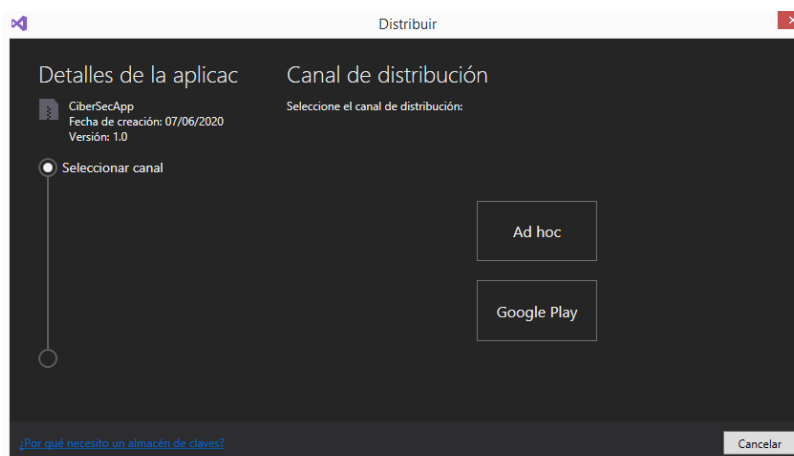 Distribuir
Detalles de la aplicac
CiberSecApp
Fecha de creación: 07/06/2020
Versión: 1.0
Seleccionar canal
Canal de distribución
Seleccione el canal de distribución:
Ad hoc
Google Play
¿Por qué necesito un almacén de claves?
Cancelar